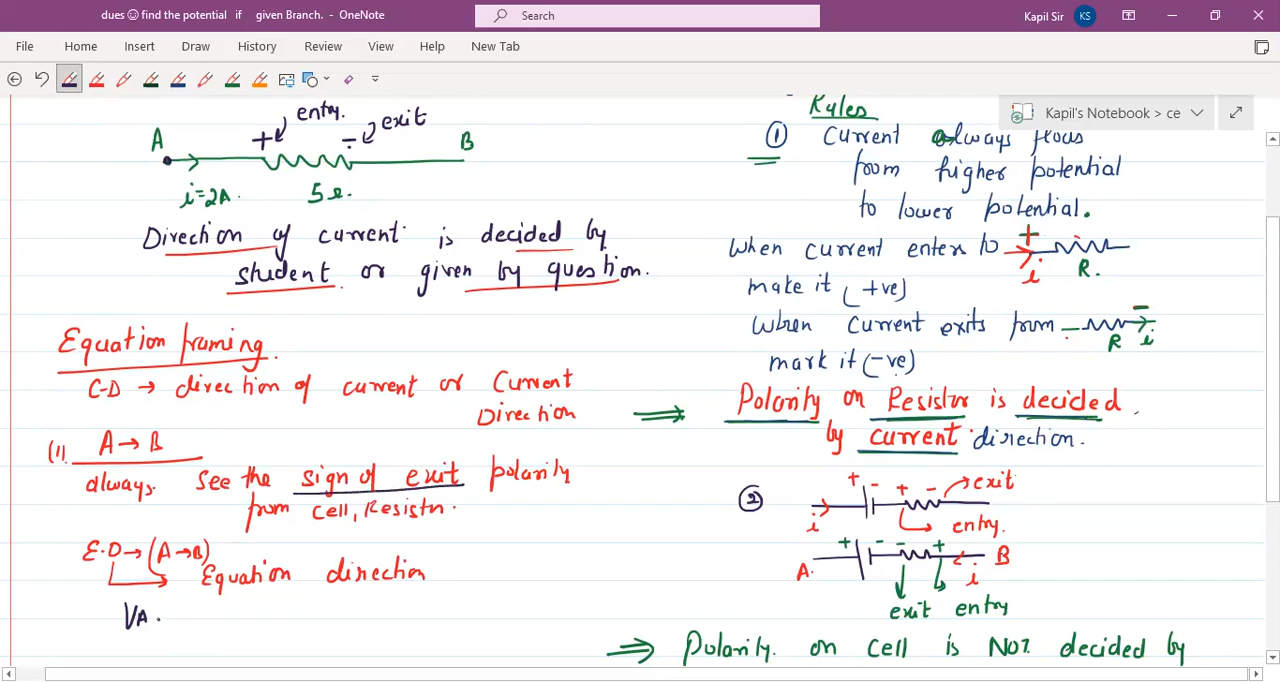 dues ☺ find the potential if given Branch. - OneNote
Search
Kapil Sir
KS
File Home Insert Draw History Review View Help New Tab
Kapil's Notebook > ce
A
+
entry.
-
exit
B
i=2A
5Ω.
Direction of current is decided by
student or given by question.
Equation framing.
C-D → direction of current or Current
Direction
(1). A → B
always. See the sign of exit polarity
from Cell, Resistr.
E.D → (A→B)
Equation direction
VA.
Rules
① Current always flows
from higher potential
to lower potential.
When current enters to
+
i
R.
make it (+ve)
When current exits from
-
R
i
mark it (-ve)
⇒ Polarity on Resistor is decided
by current direction.
②
+ - + -
exit
i
entry.
A.
+ - - +
B
i
exit entry
⇒ Polarity. on Cell is NOT decided by